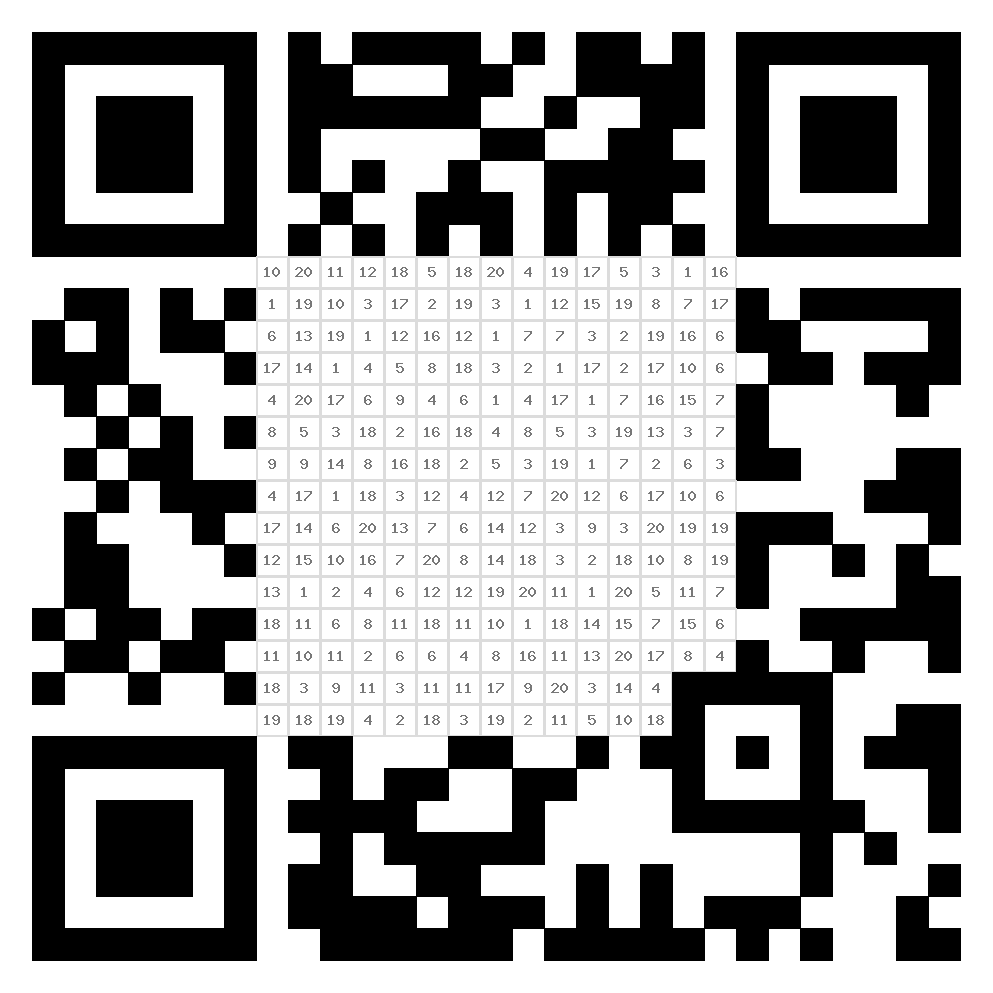 10 20 11 12 18 5 18 20 4 19 17 5 3 1 16
1 19 10 3 17 2 19 3 1 12 15 19 8 7 17
6 13 19 1 12 16 12 1 7 7 3 2 19 16 6
17 14 1 4 5 8 18 3 2 1 17 2 17 10 6
4 20 17 6 9 4 6 1 4 17 1 7 16 15 7
8 5 3 18 2 16 18 4 8 5 3 19 13 3 7
9 9 14 8 16 18 2 5 3 19 1 7 2 6 3
4 17 1 18 3 12 4 12 7 20 12 6 17 10 6
17 14 6 20 13 7 6 14 12 3 9 3 20 19 19
12 15 10 16 7 20 8 14 18 3 2 18 10 8 19
13 1 2 4 6 12 12 19 20 11 1 20 5 11 7
18 11 6 8 11 18 11 10 1 18 14 15 7 15 6
11 10 11 2 6 6 4 8 16 11 13 20 17 8 4
18 3 9 11 3 11 11 17 9 20 3 14 4
19 18 19 4 2 18 3 19 2 11 5 10 18